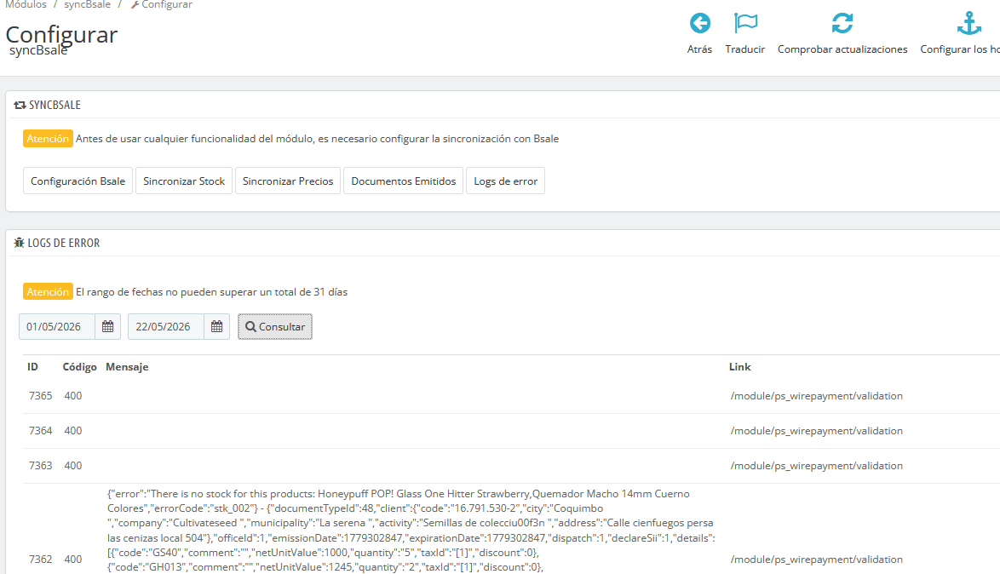 Módulos / syncBsale / Configurar
Configurar
syncBsale
Atrás Traducir Comprobar actualizaciones Configurar los
SYNCBSALE
Atención Antes de usar cualquier funcionalidad del módulo, es necesario configurar la sincronización con Bsale
Configuración Bsale Sincronizar Stock Sincronizar Precios Documentos Emitidos Logs de error
LOGS DE ERROR
Atención El rango de fechas no pueden superar un total de 31 días
01/05/2026 22/05/2026 Consultar
ID Código Mensaje Link
7365 400 /module/ps_wirepayment/validation
7364 400 /module/ps_wirepayment/validation
7363 400 /module/ps_wirepayment/validation
{"error":"There is no stock for this products: Honeypuff POP! Glass One Hitter Strawberry,Quemador Macho 14mm Cuerno
Colores","errorCode":"stk_002"} - {"documentTypeId":48,"client":{"code":"16.791.530-2","city":"Coquimbo
","company":"Cultivateseed ","municipality":"La serena ","activity":"Semillas de colecciu00f3n ","address":"Calle cienfuegos persa
las cenizas local 504"},"officeId":1,"emissionDate":1779302847,"expirationDate":1779302847,"dispatch":1,"declareSii":1,"details":
[{"code":"GS40","comment":"","netUnitValue":1000,"quantity":"5","taxId":"[1]","discount":0},
7362 400 {"code":"GH013","comment":"","netUnitValue":1245,"quantity":"2","taxId":"[1]","discount":0}, /module/ps_wirepayment/validation